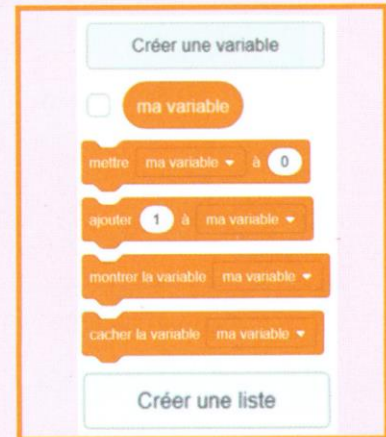 Créer une variable
ma variable
mettre ma variable à 0
ajouter 1 à ma variable
montrer la variable ma variable
cacher la variable ma variable
Créer une liste